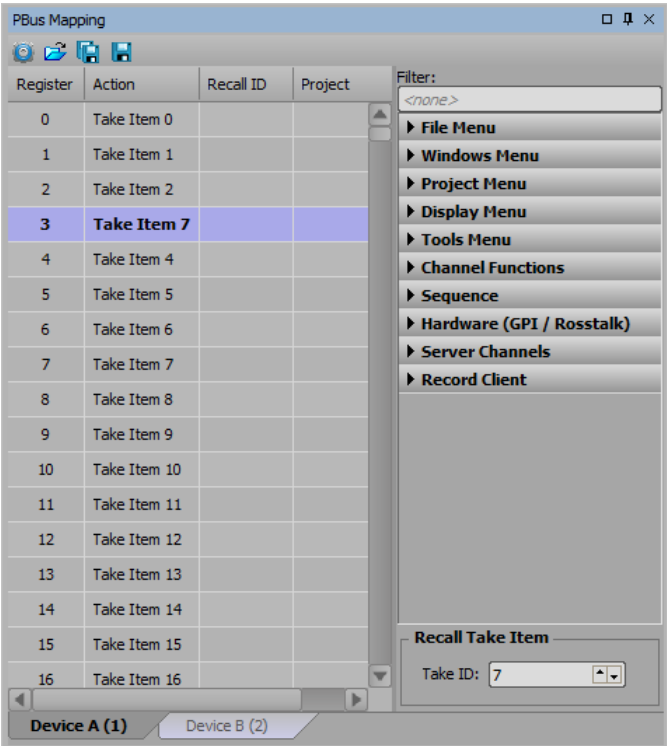 PBus Mapping
Register Action Recall ID Project
0 Take Item 0
1 Take Item 1
2 Take Item 2
3 Take Item 7
4 Take Item 4
5 Take Item 5
6 Take Item 6
7 Take Item 7
8 Take Item 8
9 Take Item 9
10 Take Item 10
11 Take Item 11
12 Take Item 12
13 Take Item 13
14 Take Item 14
15 Take Item 15
16 Take Item 16
Filter:
<none>
File Menu
Windows Menu
Project Menu
Display Menu
Tools Menu
Channel Functions
Sequence
Hardware (GPI / Rosstalk)
Server Channels
Record Client
Recall Take Item
Take ID: 7
Device A (1) Device B (2)